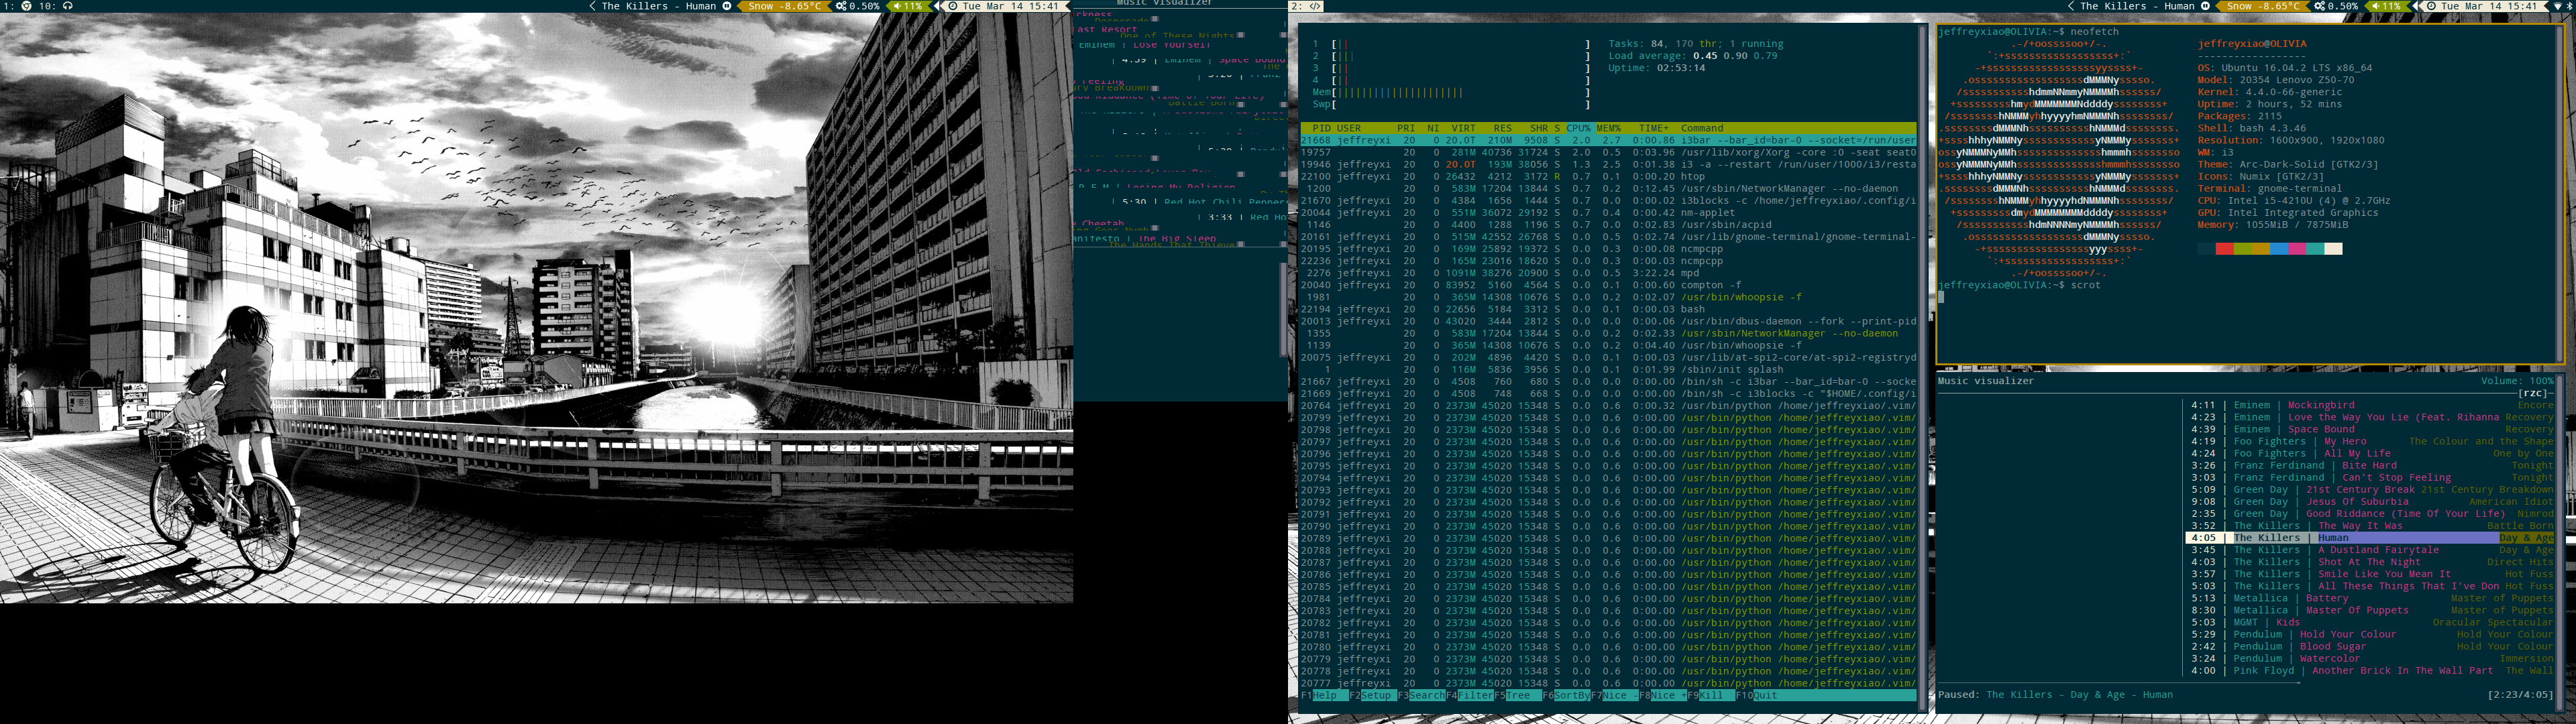 1: 10:
The Killers - Human Snow -8.65°C 0.50% 11% Tue Mar 14 15:41
Music visualizer
One of These Nights
Eminem | Lose Yourself
4:39 | Eminem | Space Bound
Losing My Religion
5:30 | Red Hot Chili Pepper
3:33 | Red Ho
Cheetah
anifesto | The Big Sleep
The Hands That Thieve
2:
The Killers - Human Snow -8.65°C 0.50% 11% Tue Mar 14 15:41
1 [|| ] Tasks: 84, 170 thr; 1 running
2 [||| ] Load average: 0.45 0.90 0.79
3 [|| ] Uptime: 02:53:14
4 [|| ]
Mem[||||||||||||||||||||| ]
Swp[ ]
PID USER PRI NI VIRT RES SHR S CPU% MEM% TIME+ Command
21668 jeffreyxi 20 0 20.0T 210M 9508 S 2.0 2.7 0:00.86 i3bar --bar_id=bar-0 --socket=/run/user
19757 20 0 281M 40736 31724 S 2.0 0.5 0:03.96 /usr/lib/xorg/Xorg -core :0 -seat seat0
19946 jeffreyxi 20 0 20.0T 193M 38056 S 1.3 2.5 0:01.38 i3 -a --restart /run/user/1000/i3/resta
22100 jeffreyxi 20 0 26432 4212 3172 R 0.7 0.1 0:00.20 htop
1200 20 0 583M 17204 13844 S 0.7 0.2 0:12.45 /usr/sbin/NetworkManager --no-daemon
21670 jeffreyxi 20 0 4384 1656 1444 S 0.7 0.0 0:00.02 i3blocks -c /home/jeffreyxiao/.config/i
20044 jeffreyxi 20 0 551M 36072 29192 S 0.7 0.4 0:00.42 nm-applet
1146 20 0 4400 1288 1196 S 0.7 0.0 0:02.83 /usr/sbin/acpid
20161 jeffreyxi 20 0 515M 42552 26768 S 0.0 0.5 0:02.74 /usr/lib/gnome-terminal/gnome-terminal-
20195 jeffreyxi 20 0 169M 25892 19372 S 0.0 0.3 0:00.08 ncmpcpp
22236 jeffreyxi 20 0 165M 23016 18620 S 0.0 0.3 0:00.03 ncmpcpp
2276 jeffreyxi 20 0 1091M 38276 20900 S 0.0 0.5 3:22.24 mpd
20040 jeffreyxi 20 0 83952 5160 4564 S 0.0 0.1 0:00.60 compton -f
1981 20 0 365M 14308 10676 S 0.0 0.2 0:02.07 /usr/bin/whoopsie -f
22194 jeffreyxi 20 0 22656 5184 3312 S 0.0 0.1 0:00.03 bash
20013 jeffreyxi 20 0 43020 3444 2812 S 0.0 0.0 0:00.06 /usr/bin/dbus-daemon --fork --print-pid
1355 20 0 583M 17204 13844 S 0.0 0.2 0:02.33 /usr/sbin/NetworkManager --no-daemon
1139 20 0 365M 14308 10676 S 0.0 0.2 0:04.40 /usr/bin/whoopsie -f
20075 jeffreyxi 20 0 202M 4896 4420 S 0.0 0.1 0:00.03 /usr/lib/at-spi2-core/at-spi2-registryd
1 20 0 116M 5836 3956 S 0.0 0.1 0:01.99 /sbin/init splash
21667 jeffreyxi 20 0 4508 760 680 S 0.0 0.0 0:00.00 /bin/sh -c i3bar --bar_id=bar-0 --socke
21669 jeffreyxi 20 0 4508 748 668 S 0.0 0.0 0:00.00 /bin/sh -c i3blocks -c "$HOME/.config/i
20764 jeffreyxi 20 0 2373M 45020 15348 S 0.0 0.6 0:00.32 /usr/bin/python /home/jeffreyxiao/.vim/
20799 jeffreyxi 20 0 2373M 45020 15348 S 0.0 0.6 0:00.00 /usr/bin/python /home/jeffreyxiao/.vim/
20798 jeffreyxi 20 0 2373M 45020 15348 S 0.0 0.6 0:00.00 /usr/bin/python /home/jeffreyxiao/.vim/
20797 jeffreyxi 20 0 2373M 45020 15348 S 0.0 0.6 0:00.00 /usr/bin/python /home/jeffreyxiao/.vim/
20796 jeffreyxi 20 0 2373M 45020 15348 S 0.0 0.6 0:00.00 /usr/bin/python /home/jeffreyxiao/.vim/
20795 jeffreyxi 20 0 2373M 45020 15348 S 0.0 0.6 0:00.00 /usr/bin/python /home/jeffreyxiao/.vim/
20794 jeffreyxi 20 0 2373M 45020 15348 S 0.0 0.6 0:00.00 /usr/bin/python /home/jeffreyxiao/.vim/
20793 jeffreyxi 20 0 2373M 45020 15348 S 0.0 0.6 0:00.00 /usr/bin/python /home/jeffreyxiao/.vim/
20792 jeffreyxi 20 0 2373M 45020 15348 S 0.0 0.6 0:00.00 /usr/bin/python /home/jeffreyxiao/.vim/
20791 jeffreyxi 20 0 2373M 45020 15348 S 0.0 0.6 0:00.00 /usr/bin/python /home/jeffreyxiao/.vim/
20790 jeffreyxi 20 0 2373M 45020 15348 S 0.0 0.6 0:00.00 /usr/bin/python /home/jeffreyxiao/.vim/
20789 jeffreyxi 20 0 2373M 45020 15348 S 0.0 0.6 0:00.00 /usr/bin/python /home/jeffreyxiao/.vim/
20788 jeffreyxi 20 0 2373M 45020 15348 S 0.0 0.6 0:00.00 /usr/bin/python /home/jeffreyxiao/.vim/
20787 jeffreyxi 20 0 2373M 45020 15348 S 0.0 0.6 0:00.00 /usr/bin/python /home/jeffreyxiao/.vim/
20786 jeffreyxi 20 0 2373M 45020 15348 S 0.0 0.6 0:00.00 /usr/bin/python /home/jeffreyxiao/.vim/
20785 jeffreyxi 20 0 2373M 45020 15348 S 0.0 0.6 0:00.00 /usr/bin/python /home/jeffreyxiao/.vim/
20784 jeffreyxi 20 0 2373M 45020 15348 S 0.0 0.6 0:00.00 /usr/bin/python /home/jeffreyxiao/.vim/
20783 jeffreyxi 20 0 2373M 45020 15348 S 0.0 0.6 0:00.00 /usr/bin/python /home/jeffreyxiao/.vim/
20782 jeffreyxi 20 0 2373M 45020 15348 S 0.0 0.6 0:00.00 /usr/bin/python /home/jeffreyxiao/.vim/
20781 jeffreyxi 20 0 2373M 45020 15348 S 0.0 0.6 0:00.00 /usr/bin/python /home/jeffreyxiao/.vim/
20780 jeffreyxi 20 0 2373M 45020 15348 S 0.0 0.6 0:00.00 /usr/bin/python /home/jeffreyxiao/.vim/
20779 jeffreyxi 20 0 2373M 45020 15348 S 0.0 0.6 0:00.00 /usr/bin/python /home/jeffreyxiao/.vim/
20778 jeffreyxi 20 0 2373M 45020 15348 S 0.0 0.6 0:00.00 /usr/bin/python /home/jeffreyxiao/.vim/
20777 jeffreyxi 20 0 2373M 45020 15348 S 0.0 0.6 0:00.00 /usr/bin/python /home/jeffreyxiao/.vim/
F1Help F2Setup F3SearchF4FilterF5Tree F6SortByF7Nice -F8Nice +F9Kill F10Quit
jeffreyxiao@OLIVIA:~$ neofetch
jeffreyxiao@OLIVIA
------------------
OS: Ubuntu 16.04.2 LTS x86_64
Model: 20354 Lenovo Z50-70
Kernel: 4.4.0-66-generic
Uptime: 2 hours, 52 mins
Packages: 2115
Shell: bash 4.3.46
Resolution: 1600x900, 1920x1080
WM: i3
Theme: Arc-Dark-Solid [GTK2/3]
Icons: Numix [GTK2/3]
Terminal: gnome-terminal
CPU: Intel i5-4210U (4) @ 2.7GHz
GPU: Intel Integrated Graphics
Memory: 1055MiB / 7875MiB
jeffreyxiao@OLIVIA:~$ scrot
Music visualizer Volume: 100%
[rzc]
4:11 | Eminem | Mockingbird Encore
4:23 | Eminem | Love the Way You Lie (Feat. Rihanna Recovery
4:39 | Eminem | Space Bound Recovery
4:19 | Foo Fighters | My Hero The Colour and the Shape
4:24 | Foo Fighters | All My Life One by One
3:26 | Franz Ferdinand | Bite Hard Tonight
3:03 | Franz Ferdinand | Can't Stop Feeling Tonight
5:09 | Green Day | 21st Century Break 21st Century Breakdown
9:08 | Green Day | Jesus Of Suburbia American Idiot
2:35 | Green Day | Good Riddance (Time Of Your Life) Nimrod
3:52 | The Killers | The Way It Was Battle Born
4:05 | The Killers | Human Day & Age
3:45 | The Killers | A Dustland Fairytale Day & Age
4:03 | The Killers | Shot At The Night Direct Hits
3:57 | The Killers | Smile Like You Mean It Hot Fuss
5:03 | The Killers | All These Things That I've Don Hot Fuss
5:13 | Metallica | Battery Master of Puppets
8:30 | Metallica | Master Of Puppets Master of Puppets
5:03 | MGMT | Kids Oracular Spectacular
5:29 | Pendulum | Hold Your Colour Hold Your Colour
2:42 | Pendulum | Blood Sugar Hold Your Colour
3:24 | Pendulum | Watercolor Immersion
4:00 | Pink Floyd | Another Brick In The Wall Part The Wall
Paused: The Killers - Day & Age - Human [2:23/4:05]